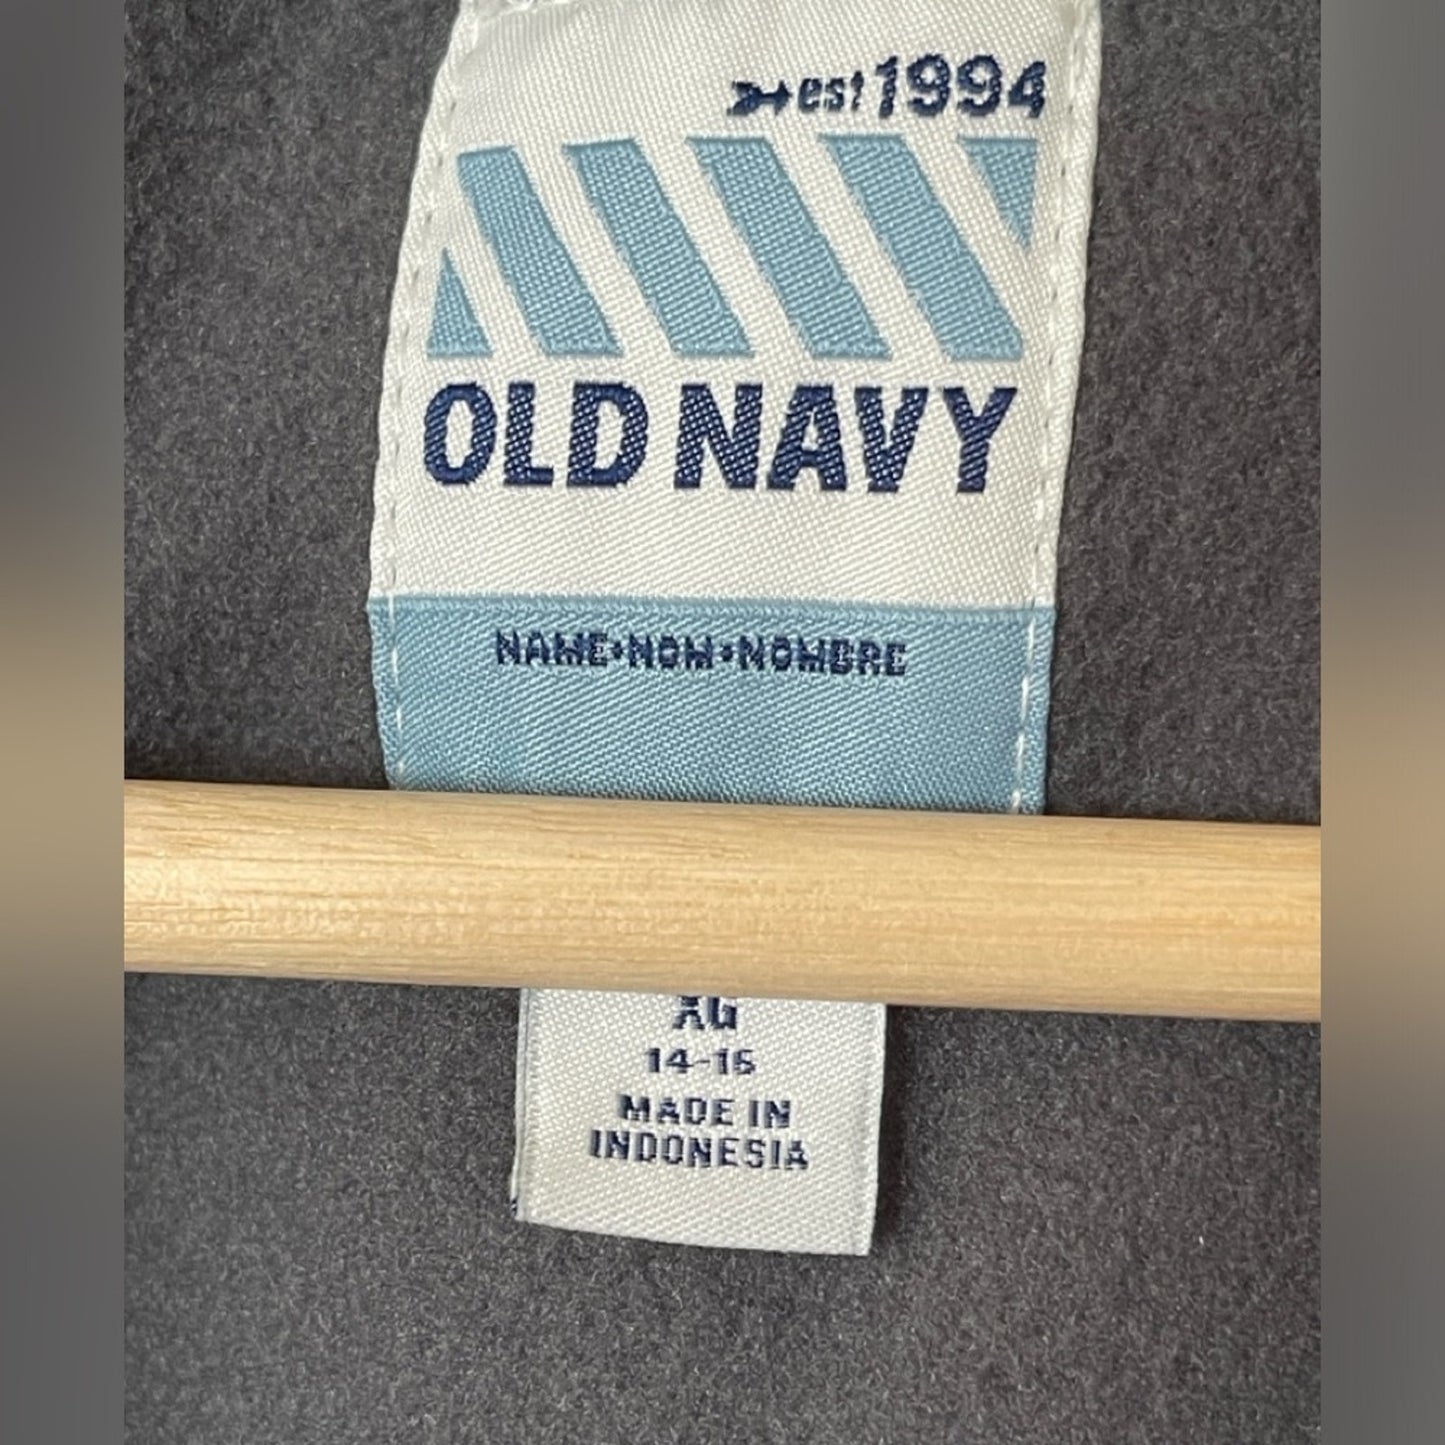 est 1994
OLD NAVY
NAME•NOM•NOMBRE
XG
14-16
MADE IN
INDONESIA